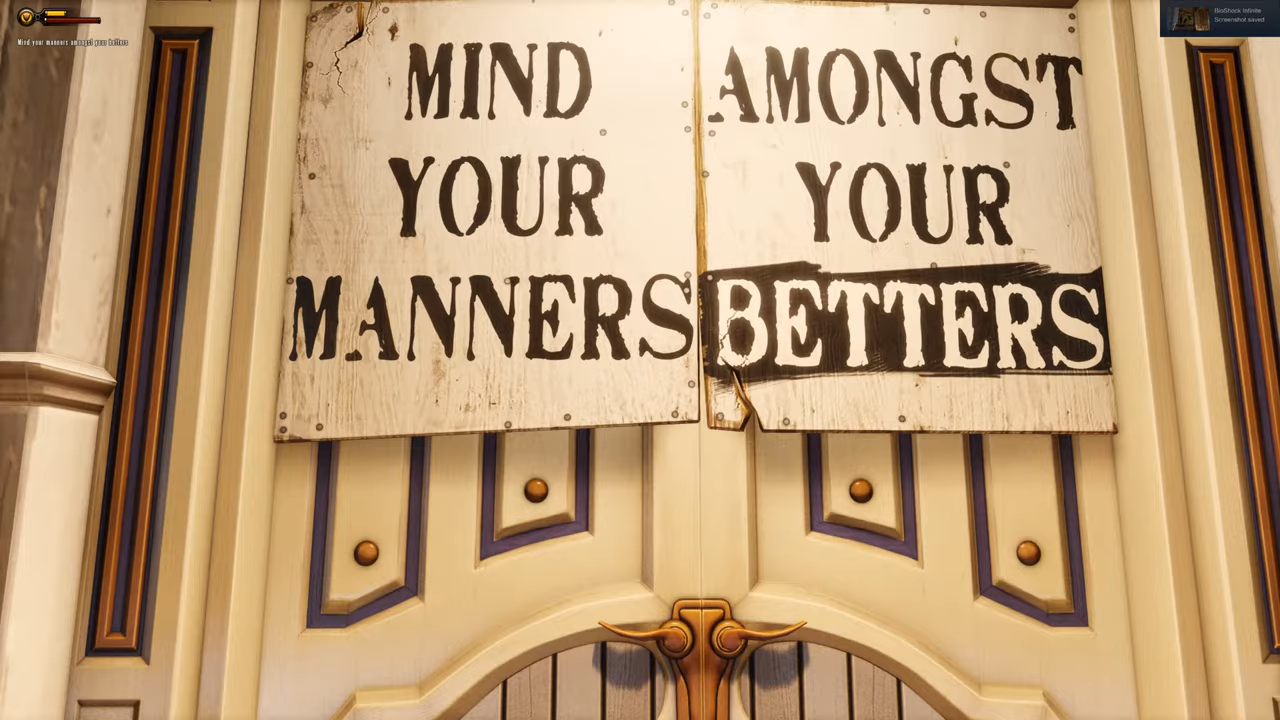 BioShock Infinite
Screenshot saved
Mind your manners amongst your betters
MIND
YOUR
MANNERS
AMONGST
YOUR
BETTERS